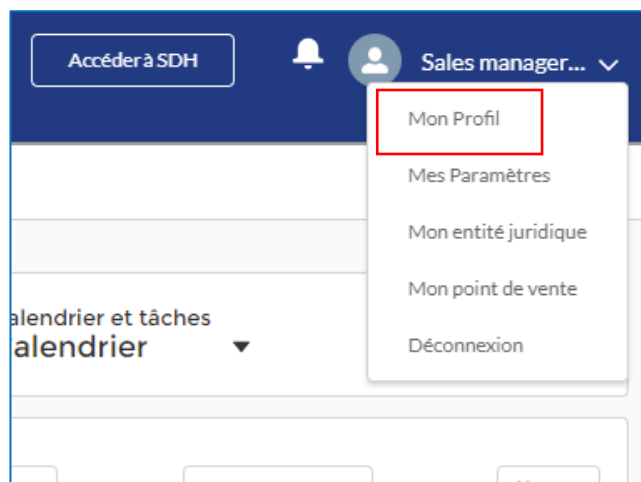 Accéder à SDH
Sales manager...
Mon Profil
Mes Paramètres
Mon entité juridique
Mon point de vente
Déconnexion
alendrier et tâches
alendrier